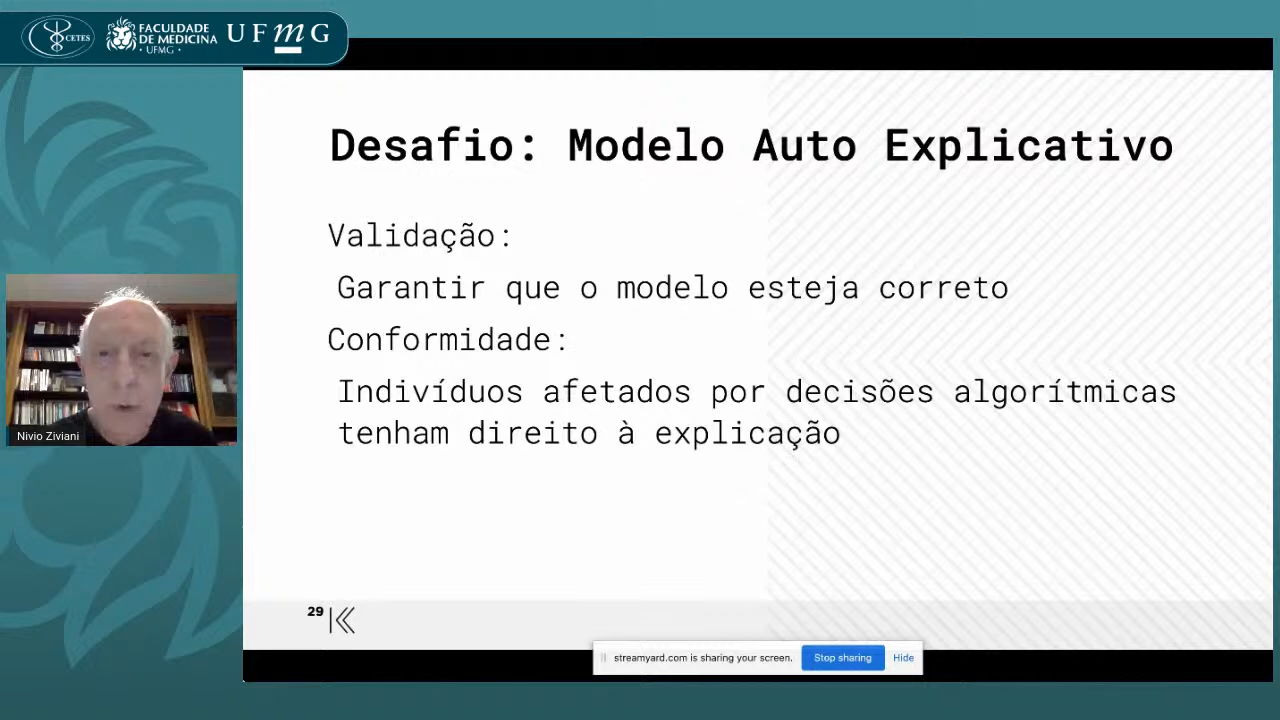 CETES
FACULDADE
DE MEDICINA
• UFMG •
UFmG
Desafio: Modelo Auto Explicativo
Validação:
Garantir que o modelo esteja correto
Conformidade:
Indivíduos afetados por decisões algorítmicas
tenham direito à explicação
Nivio Ziviani
29
streamyard.com is sharing your screen.
Stop sharing
Hide